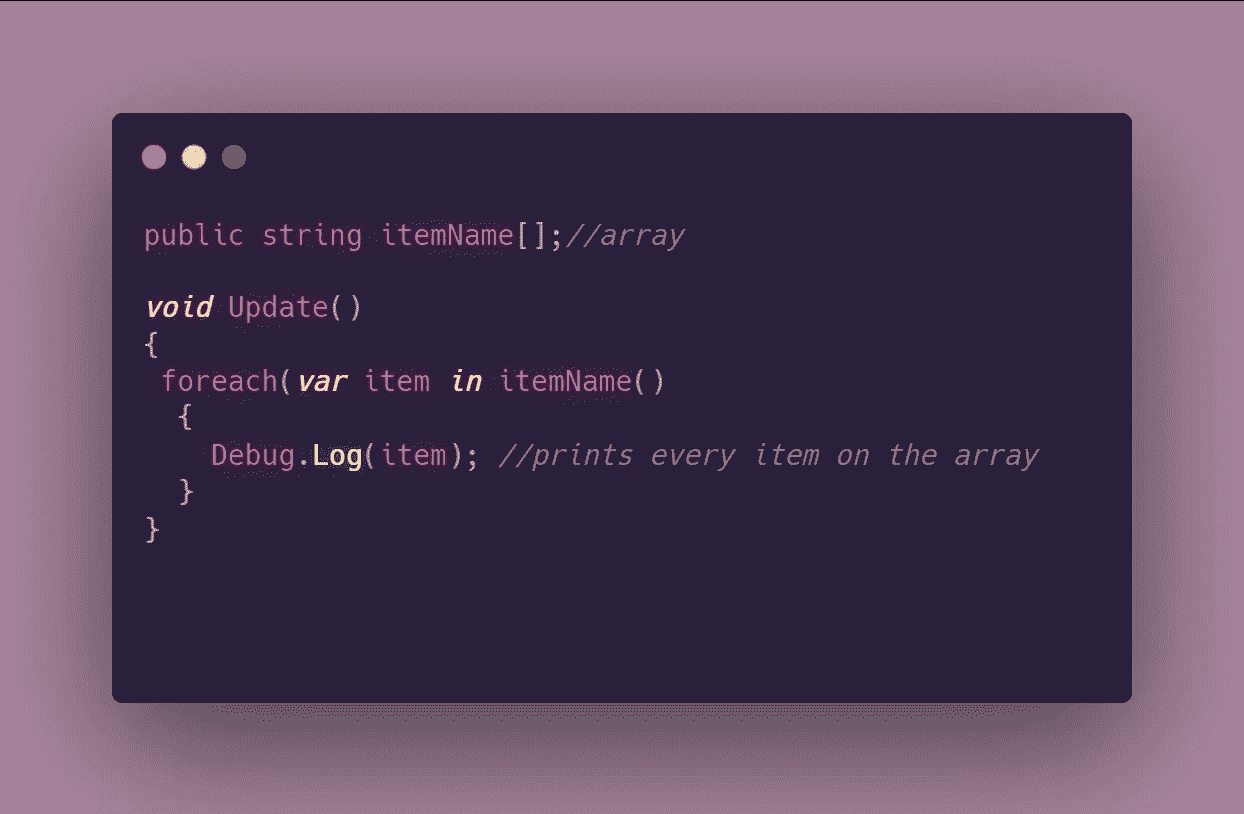 public string itemName[];//array
void Update()
{
foreach(var item in itemName()
{
Debug.Log(item); //prints every item on the array
}
}